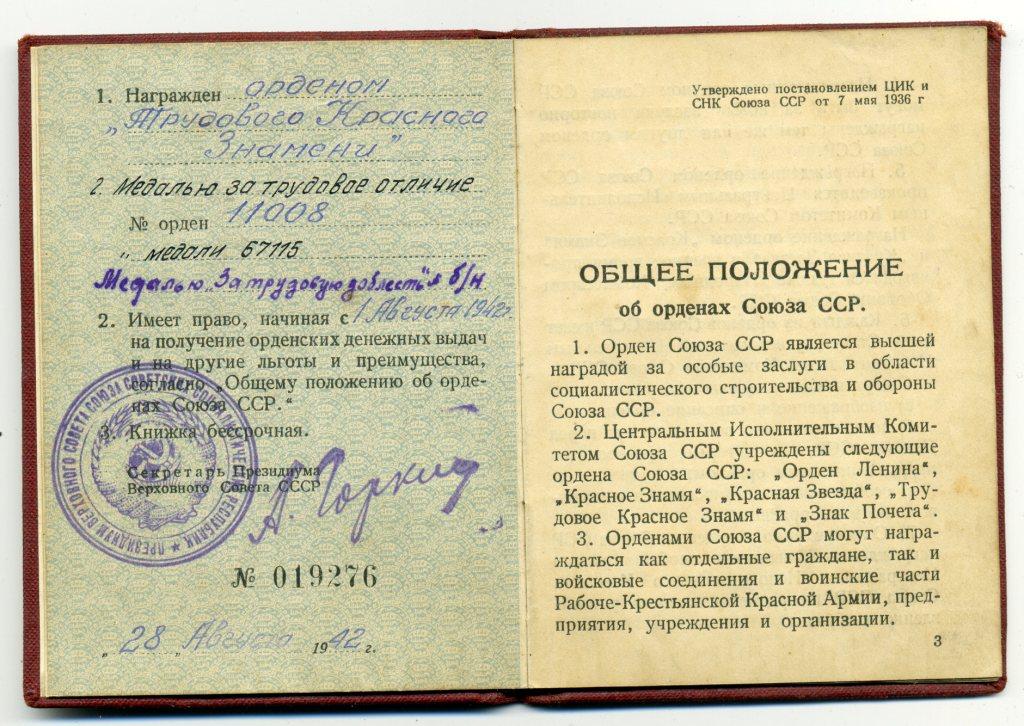 1. Награжден орденом
„Трудового Красного
Знамени"
2. Медалью за трудовое отличие
№ орден 11008
„ медали 67115
Медалью „За трудовую доблесть" б/н
2. Имеет право, начиная с 1 Августа 1942г.
на получение орденских денежных выдач
и на другие льготы и преимущества,
согласно „Общему положению об орде-
нах Союза ССР."
3. Книжка бессрочная.
ПРЕЗИДИУМ ВЕРХОВНОГО СОВЕТА СОЮЗА СОВЕТСКИХ СОЦИАЛИСТИЧЕСКИХ РЕСПУБЛИК
Секретарь Президиума
Верховного Совета СССР
А. Горкин
№ 019276
„28 „ Августа 1942 г.
Утверждено постановлением ЦИК и
СНК Союза ССР от 7 мая 1936 г
ОБЩЕЕ ПОЛОЖЕНИЕ
об орденах Союза ССР.
1. Орден Союза ССР является высшей
наградой за особые заслуги в области
социалистического строительства и обороны
Союза ССР.
2. Центральным Исполнительным Коми-
тетом Союза ССР учреждены следующие
ордена Союза ССР: „Орден Ленина",
„Красное Знамя", „Красная Звезда", „Тру-
довое Красное Знамя" и „Знак Почета".
3. Орденами Союза ССР могут награ-
ждаться как отдельные граждане, так и
войсковые соединения и воинские части
Рабоче-Крестьянской Красной Армии, пред-
приятия, учреждения и организации.
3